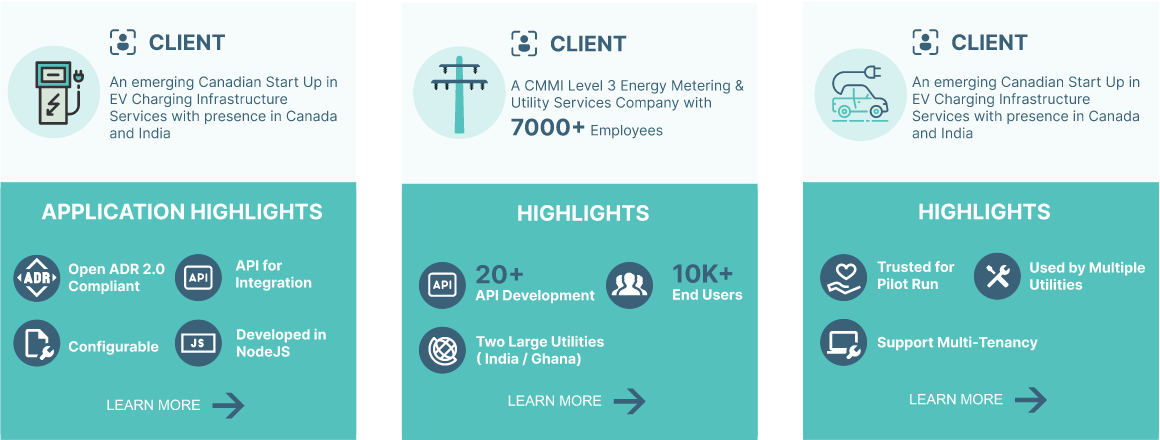 CLIENT
An emerging Canadian Start Up in
EV Charging Infrastructure
Services with presence in Canada
and India
APPLICATION HIGHLIGHTS
ADR
Open ADR 2.0
Compliant
API
API for
Integration
Configurable
JS
Developed in
NodeJS
LEARN MORE
CLIENT
A CMMI Level 3 Energy Metering &
Utility Services Company with
7000+ Employees
HIGHLIGHTS
API
20+
API Development
10K+
End Users
Two Large Utilities
( India / Ghana)
LEARN MORE
CLIENT
An emerging Canadian Start Up in
EV Charging Infrastructure
Services with presence in Canada
and India
HIGHLIGHTS
Trusted for
Pilot Run
Used by Multiple
Utilities
Support Multi-Tenancy
LEARN MORE